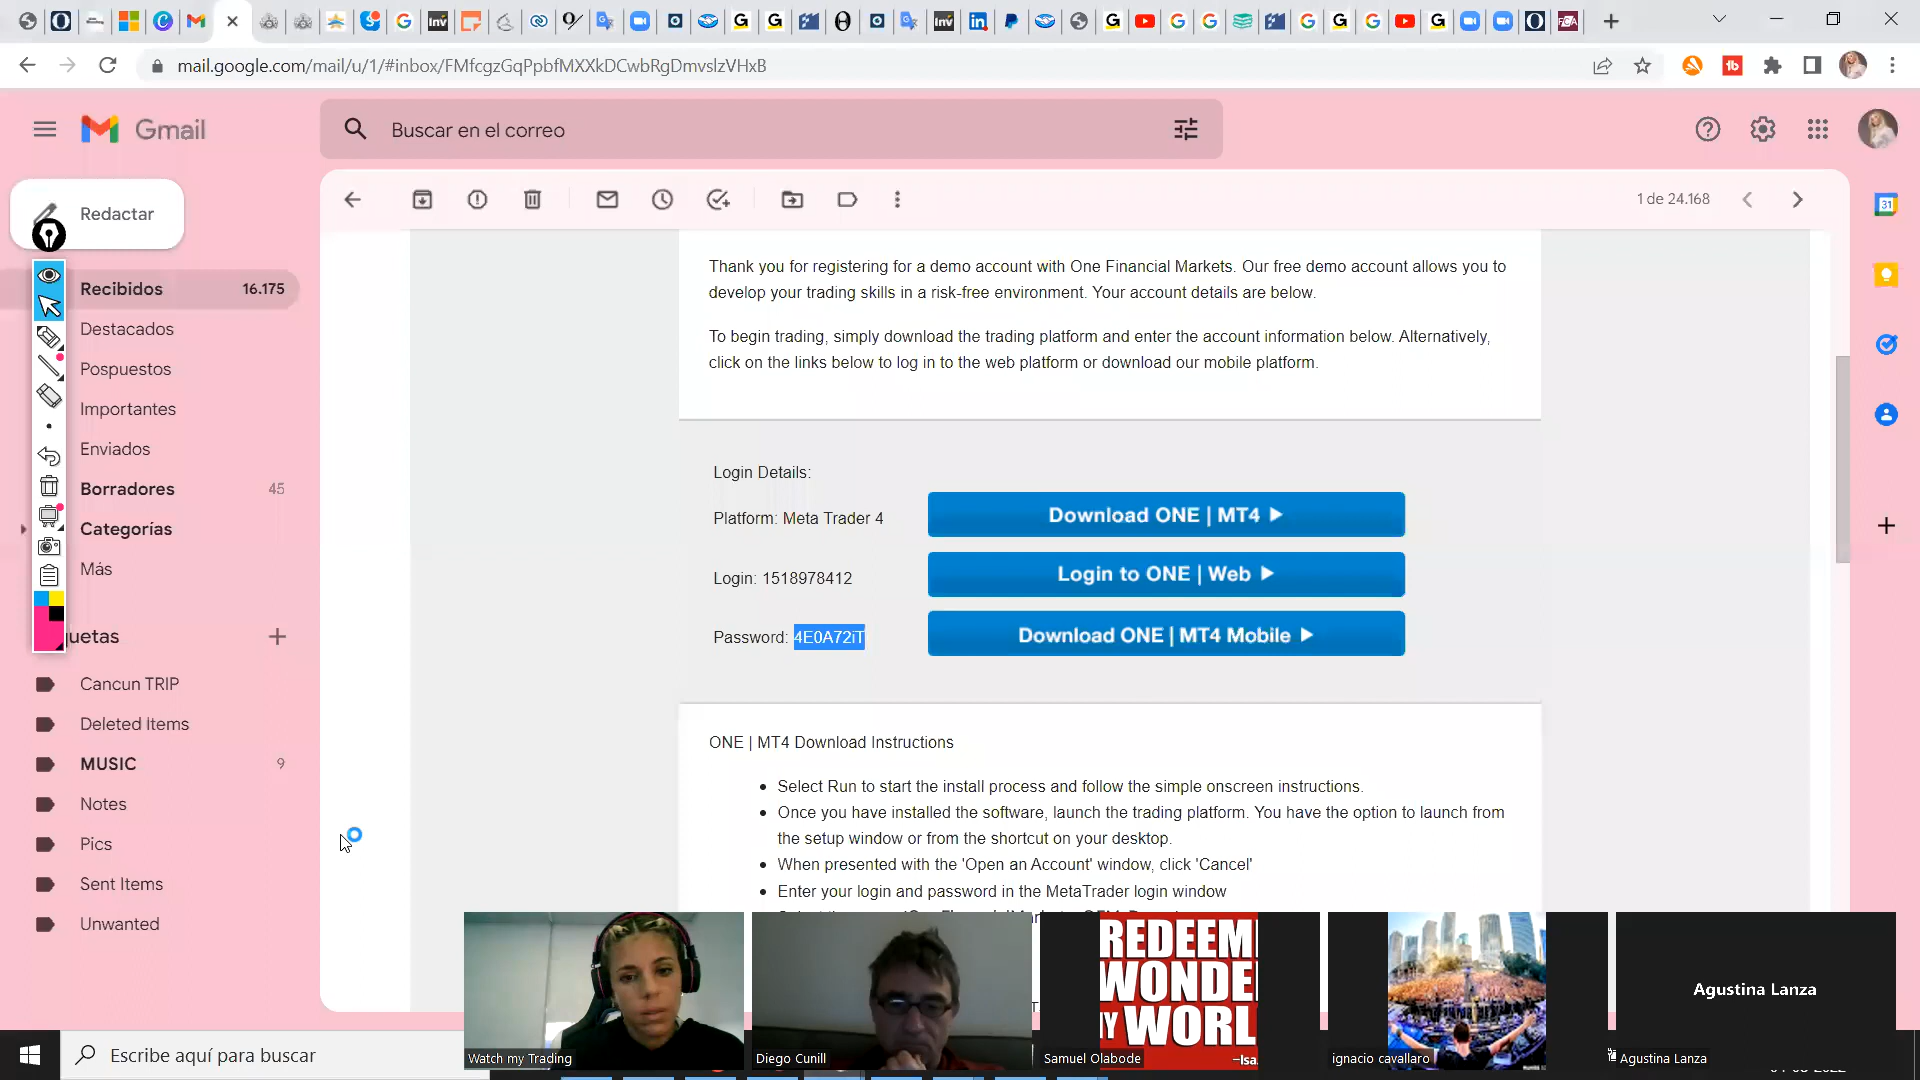 mail.google.com/mail/u/1/#inbox/FMfcgzGqPpbfMXXkDCwbRgDmvslzVHxB
Gmail
Buscar en el correo
Redactar
1 de 24.168
Recibidos 16.175
Destacados
Pospuestos
Importantes
Enviados
Borradores 45
Categorías
Más
quetas
Cancun TRIP
Deleted Items
MUSIC 9
Notes
Pics
Sent Items
Unwanted
Thank you for registering for a demo account with One Financial Markets. Our free demo account allows you to
develop your trading skills in a risk-free environment. Your account details are below.
To begin trading, simply download the trading platform and enter the account information below. Alternatively,
click on the links below to log in to the web platform or download our mobile platform.
Login Details:
Platform: Meta Trader 4
Download ONE | MT4
Login: 1518978412
Login to ONE | Web
Password: 4E0A72iT
Download ONE | MT4 Mobile
ONE | MT4 Download Instructions
Select Run to start the install process and follow the simple onscreen instructions.
Once you have installed the software, launch the trading platform. You have the option to launch from
the setup window or from the shortcut on your desktop.
When presented with the 'Open an Account' window, click 'Cancel'
Enter your login and password in the MetaTrader login window
REDEEM
WONDE
MY WORL
–Isa.
Agustina Lanza
Watch my Trading
Diego Cunill
Samuel Olabode
ignacio cavallaro
Agustina Lanza
Escribe aquí para buscar